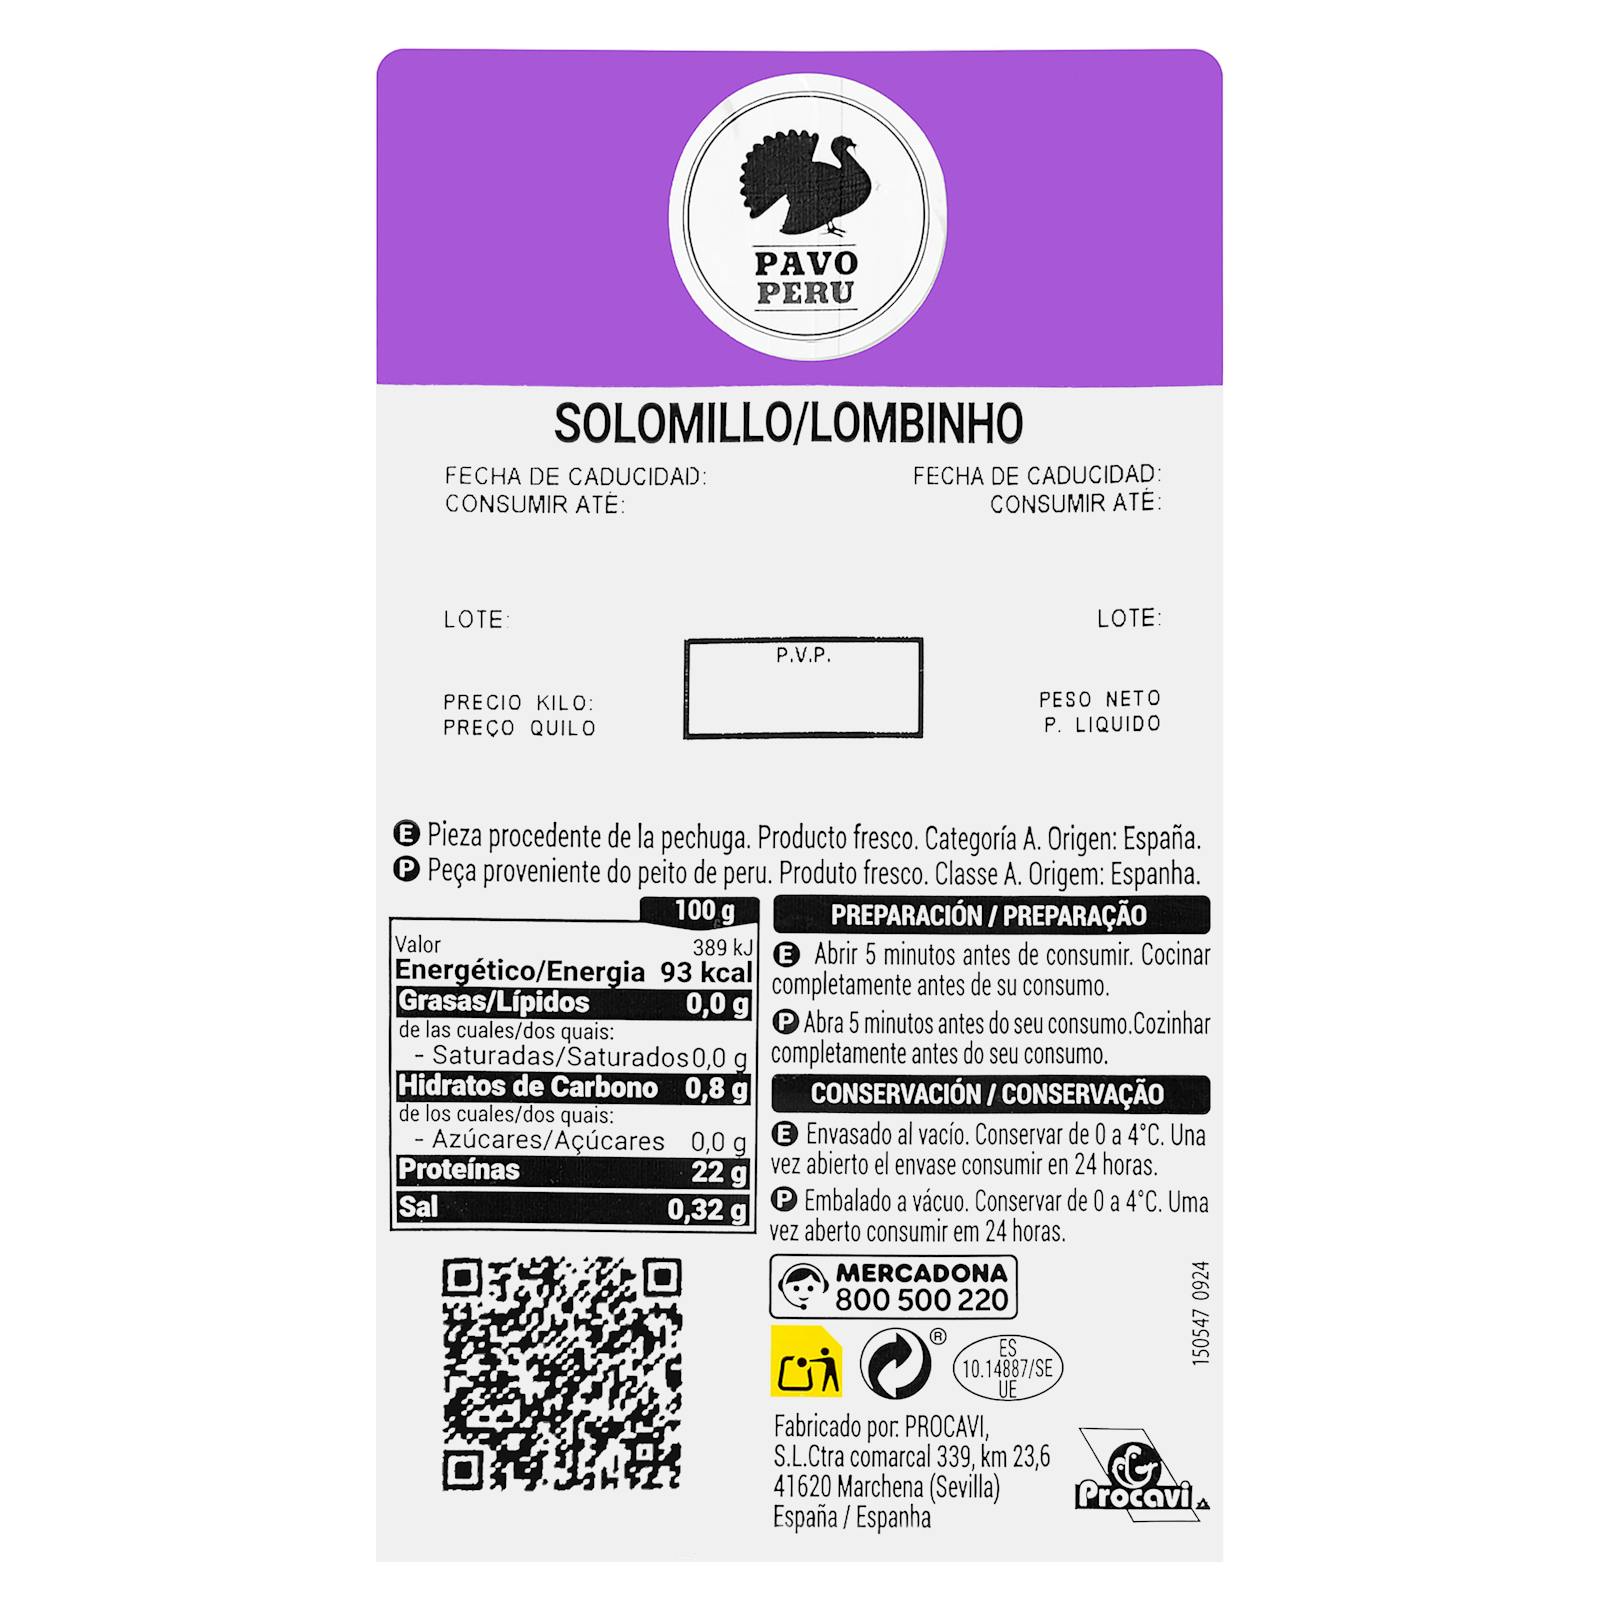 PAVO
PERU
SOLOMILLO/LOMBINHO
FECHA DE CADUCIDAD:
CONSUMIR ATÉ:
FECHA DE CADUCIDAD:
CONSUMIR ATÉ:
LOTE:
LOTE:
P.V.P.
PRECIO KILO:
PREÇO QUILO
PESO NETO
P. LIQUIDO
E Pieza procedente de la pechuga. Producto fresco. Categoría A. Origen: España.
P Peça proveniente do peito de peru. Produto fresco. Classe A. Origem: Espanha.
100 g
Valor 389 kJ
Energético/Energia 93 kcal
Grasas/Lípidos 0,0 g
de las cuales/dos quais:
- Saturadas/Saturados 0,0 g
Hidratos de Carbono 0,8 g
de los cuales/dos quais:
- Azúcares/Açúcares 0,0 g
Proteínas 22 g
Sal 0,32 g
PREPARACIÓN / PREPARAÇÃO
E Abrir 5 minutos antes de consumir. Cocinar
completamente antes de su consumo.
P Abra 5 minutos antes do seu consumo.Cozinhar
completamente antes do seu consumo.
CONSERVACIÓN / CONSERVAÇÃO
E Envasado al vacío. Conservar de 0 a 4°C. Una
vez abierto el envase consumir en 24 horas.
P Embalado a vácuo. Conservar de 0 a 4°C. Uma
vez aberto consumir em 24 horas.
MERCADONA
800 500 220
®
ES
10.14887/SE
UE
150547 0924
Fabricado por: PROCAVI,
S.L.Ctra comarcal 339, km 23,6
41620 Marchena (Sevilla)
España / Espanha
Procavi